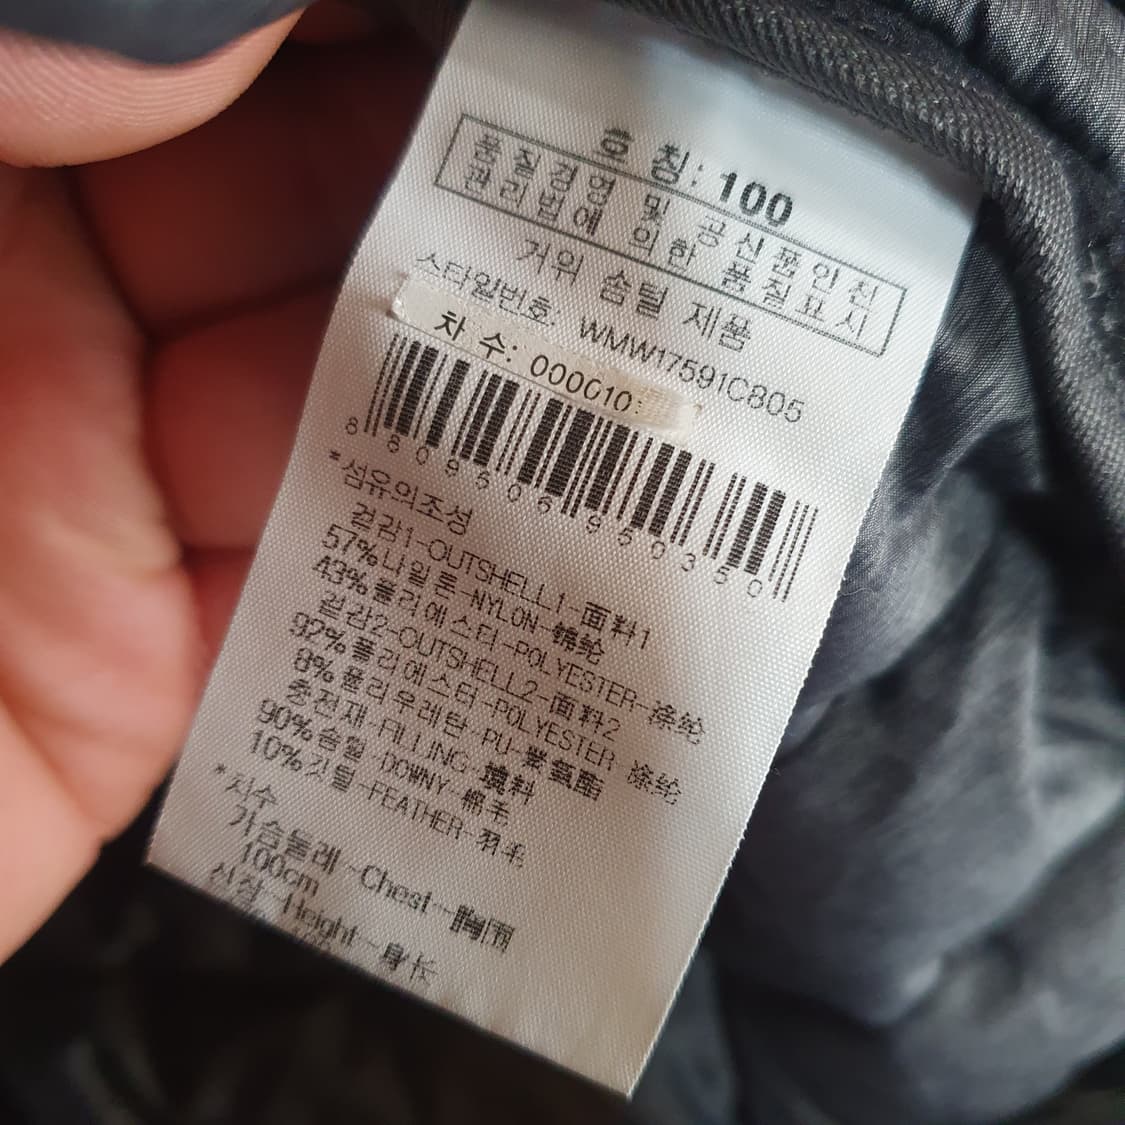 호 칭: 100
품질경영 및 공산품안전
관리법에 의한 품질표시
거위 솜털 제품
스타일번호: WMW17591C805
차 수: 000010
8 809505 950350
*섬유의조성
겉감1-OUTSHELL1-面料1
57%나일론-NYLON-锦纶
43%폴리에스터-POLYESTER-涤纶
겉감2-OUTSHELL2-面料2
92%폴리에스터-POLYESTER 涤纶
8%폴리우레탄-PU-聚氨酯
충전재-FILLING-填料
90%솜털-DOWNY-绵毛
10%깃털-FEATHER-羽毛
*치수
가슴둘레-Chest-胸围
100cm
신장-Height-身长